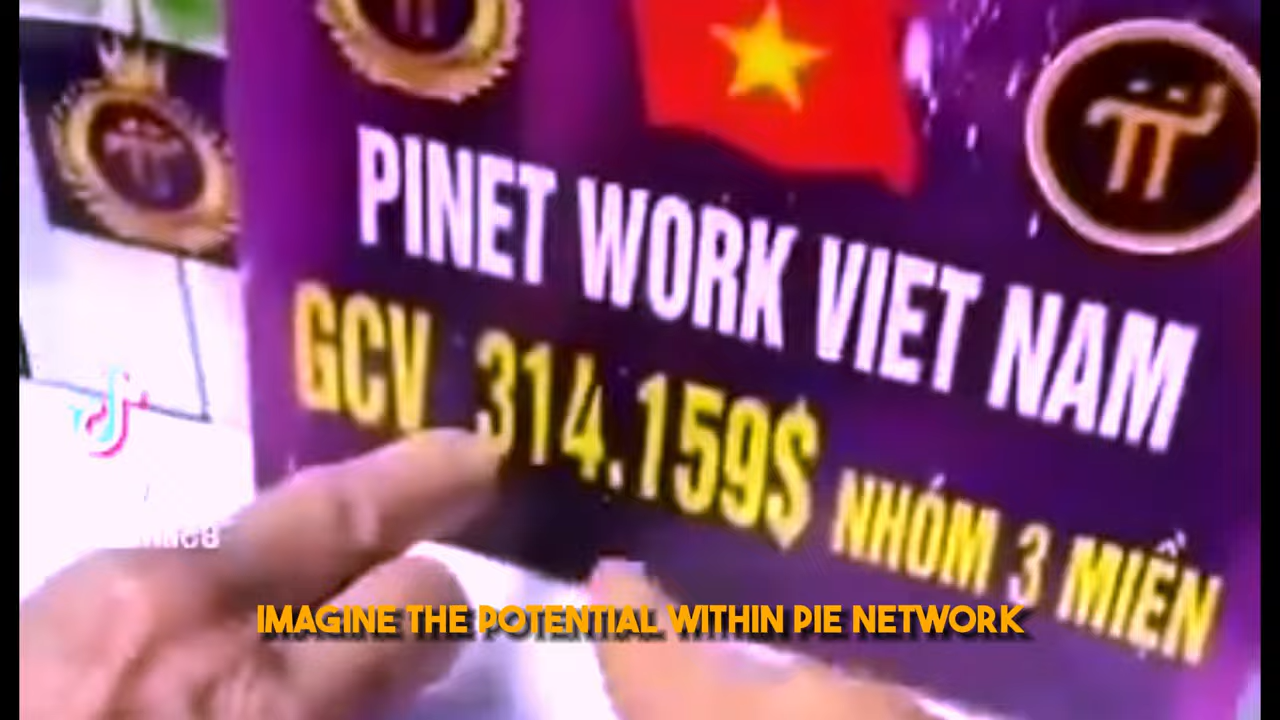 PINET WORK VIET NAM
GCV 314.159$ NHÓM 3 MIỀN
IMAGINE THE POTENTIAL WITHIN PIE NETWORK